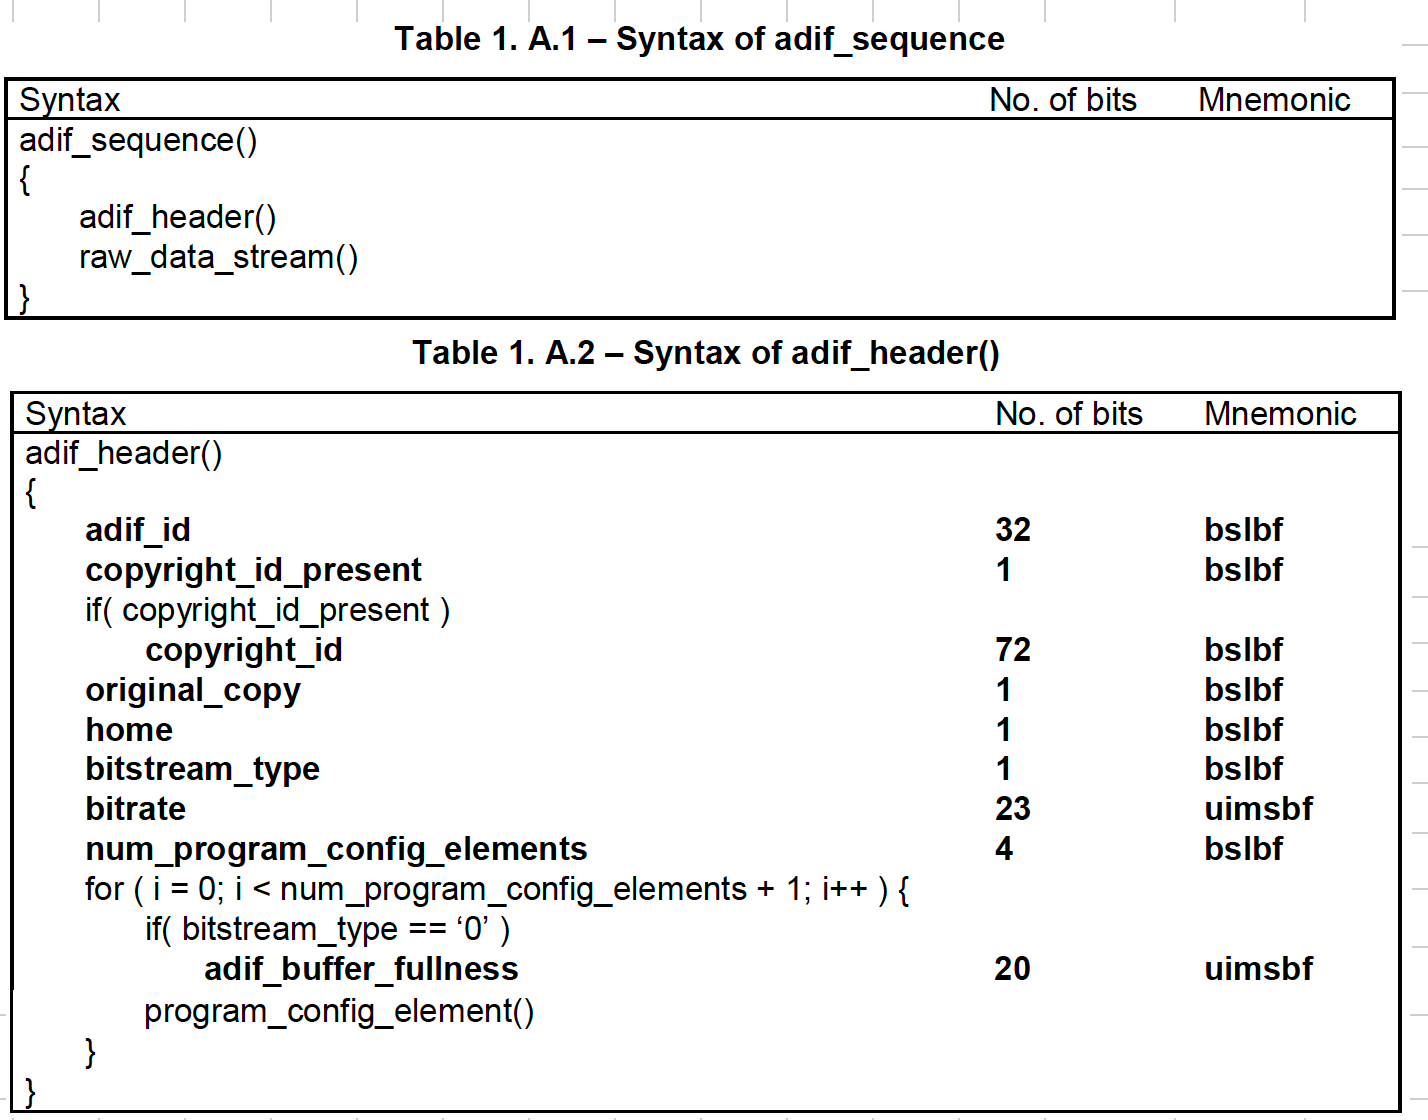 Table 1. A.1 – Syntax of adif_sequence
Syntax No. of bits Mnemonic
adif_sequence()
{
adif_header()
raw_data_stream()
}
Table 1. A.2 – Syntax of adif_header()
Syntax No. of bits Mnemonic
adif_header()
{
adif_id 32 bslbf
copyright_id_present 1 bslbf
if( copyright_id_present )
copyright_id 72 bslbf
original_copy 1 bslbf
home 1 bslbf
bitstream_type 1 bslbf
bitrate 23 uimsbf
num_program_config_elements 4 bslbf
for ( i = 0; i < num_program_config_elements + 1; i++ ) {
if( bitstream_type == ‘0’ )
adif_buffer_fullness 20 uimsbf
program_config_element()
}
}